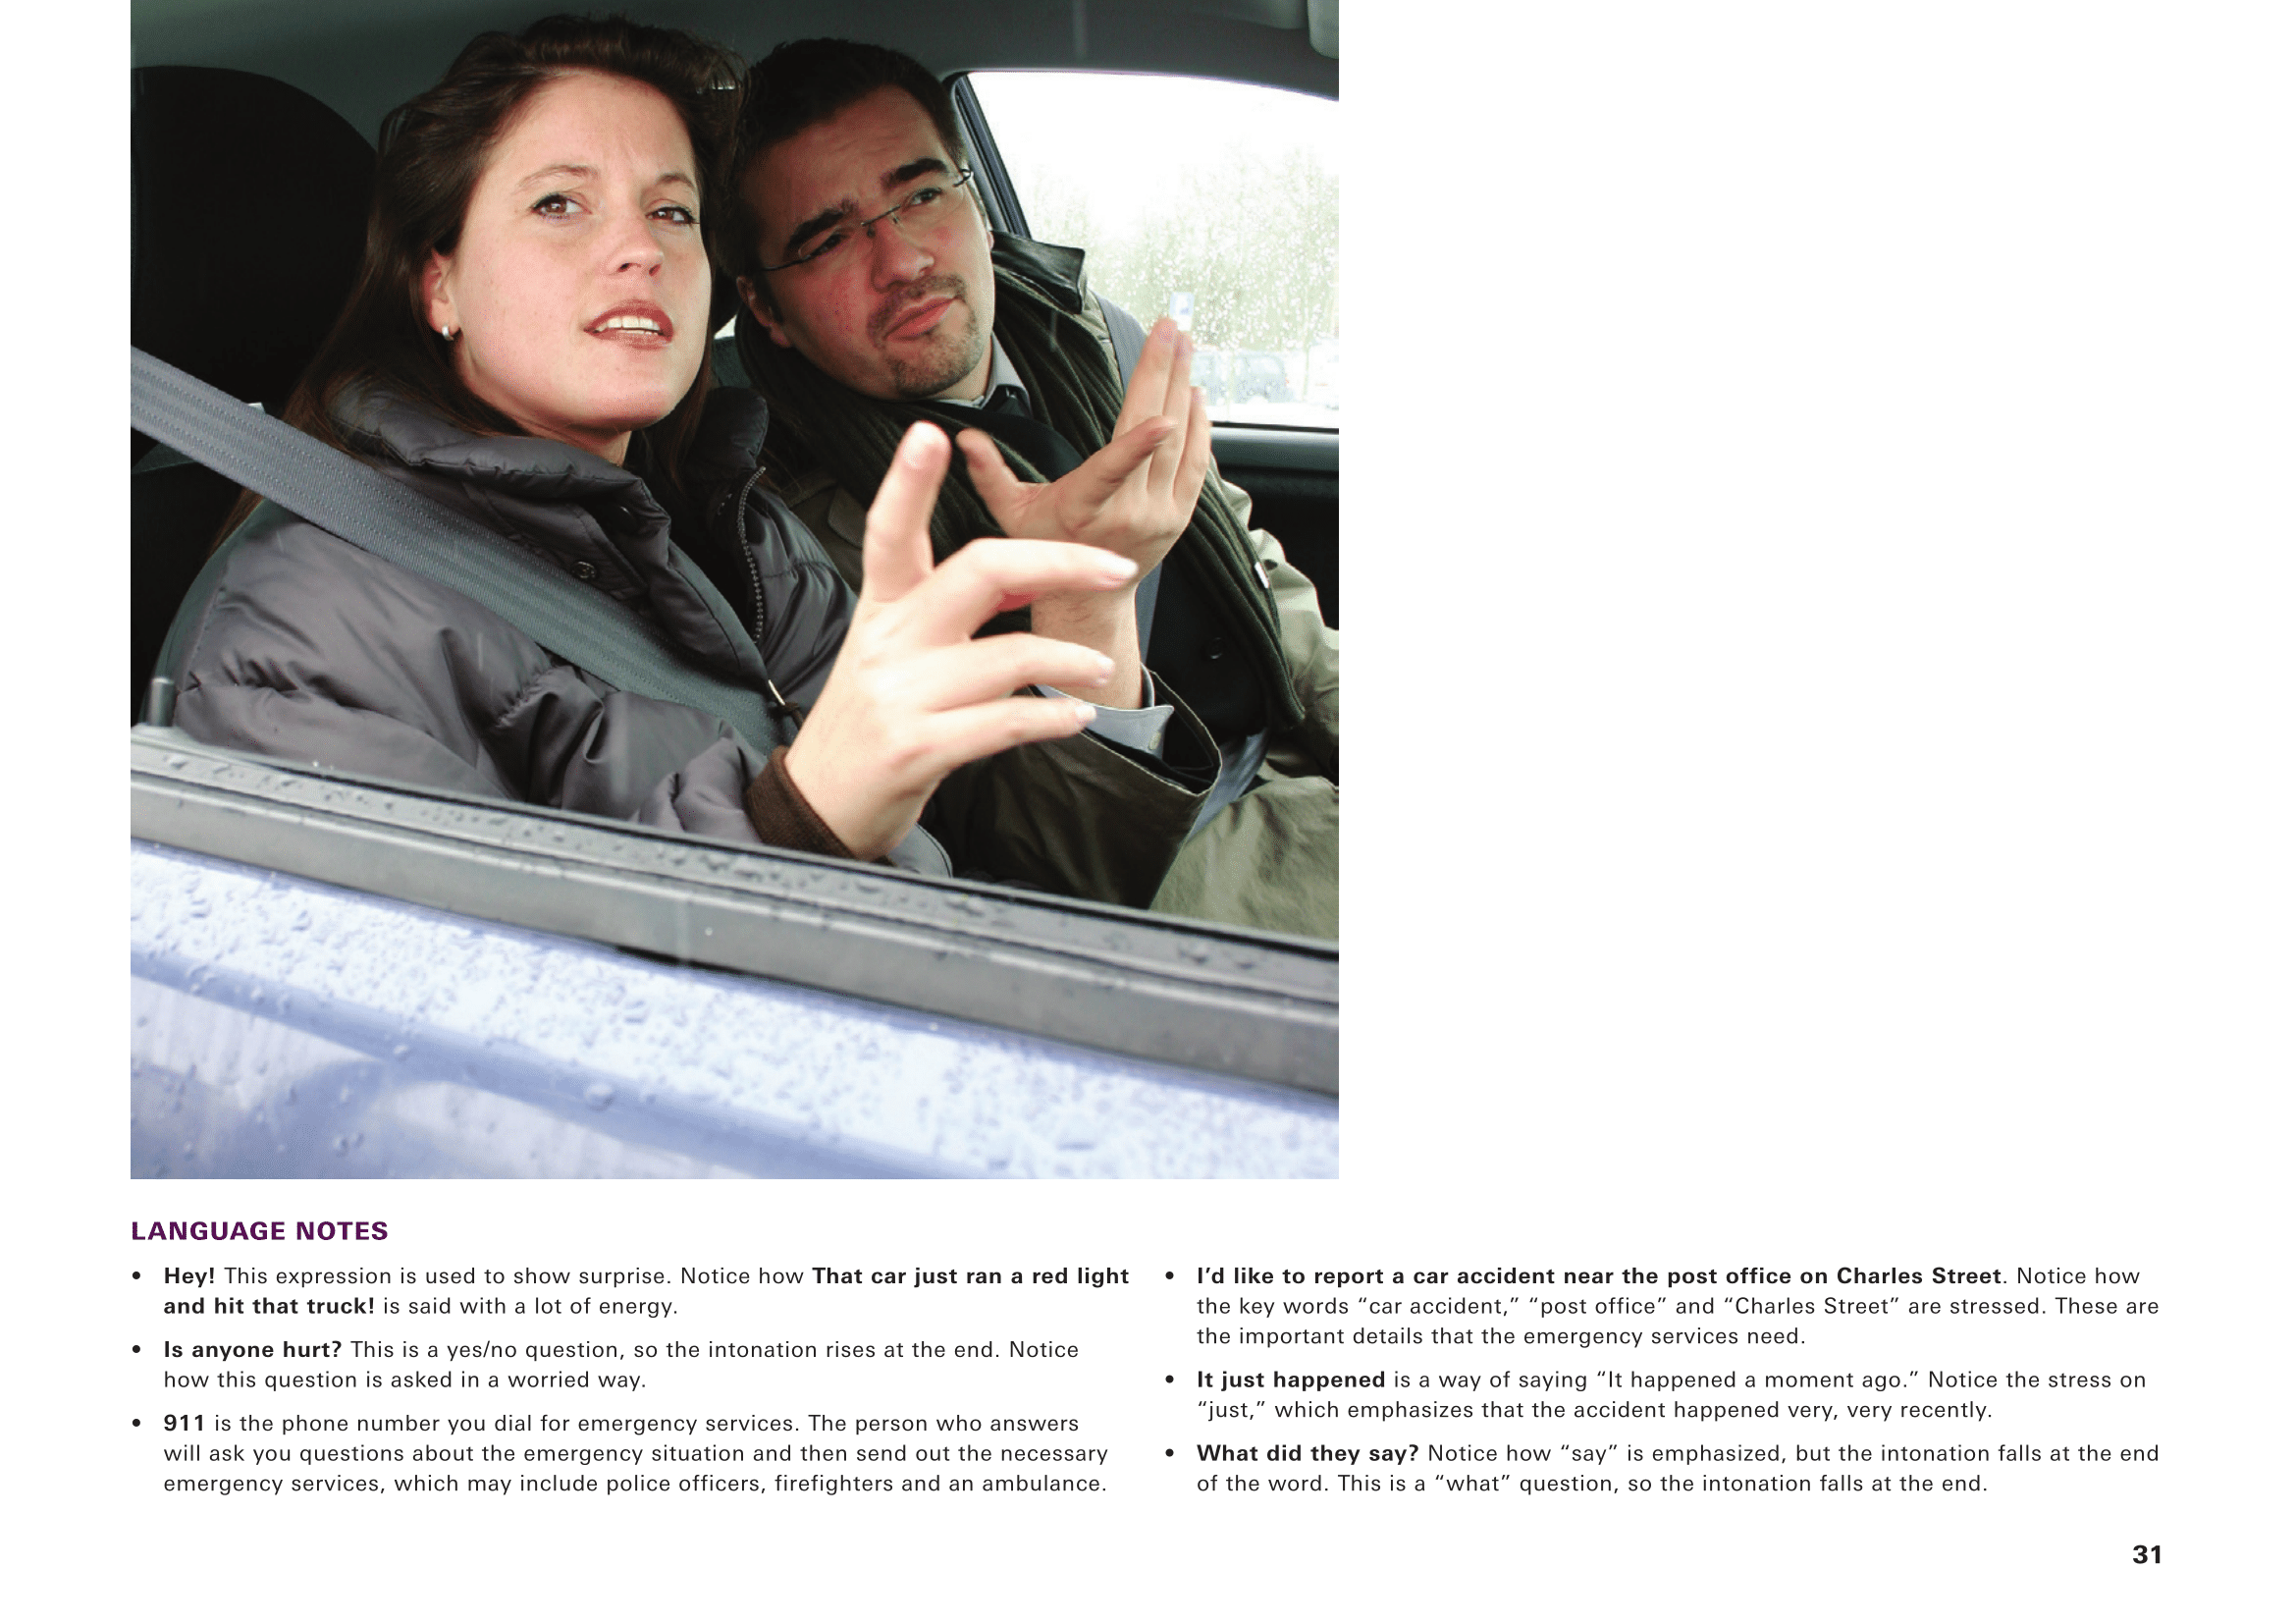 LANGUAGE NOTES
• Hey! This expression is used to show surprise. Notice how That car just ran a red light
and hit that truck! is said with a lot of energy.
• Is anyone hurt? This is a yes/no question, so the intonation rises at the end. Notice
how this question is asked in a worried way.
• 911 is the phone number you dial for emergency services. The person who answers
will ask you questions about the emergency situation and then send out the necessary
emergency services, which may include police officers, firefighters and an ambulance.
• I’d like to report a car accident near the post office on Charles Street. Notice how
the key words “car accident,” “post office” and “Charles Street” are stressed. These are
the important details that the emergency services need.
• It just happened is a way of saying “It happened a moment ago.” Notice the stress on
“just,” which emphasizes that the accident happened very, very recently.
• What did they say? Notice how “say” is emphasized, but the intonation falls at the end
of the word. This is a “what” question, so the intonation falls at the end.
31